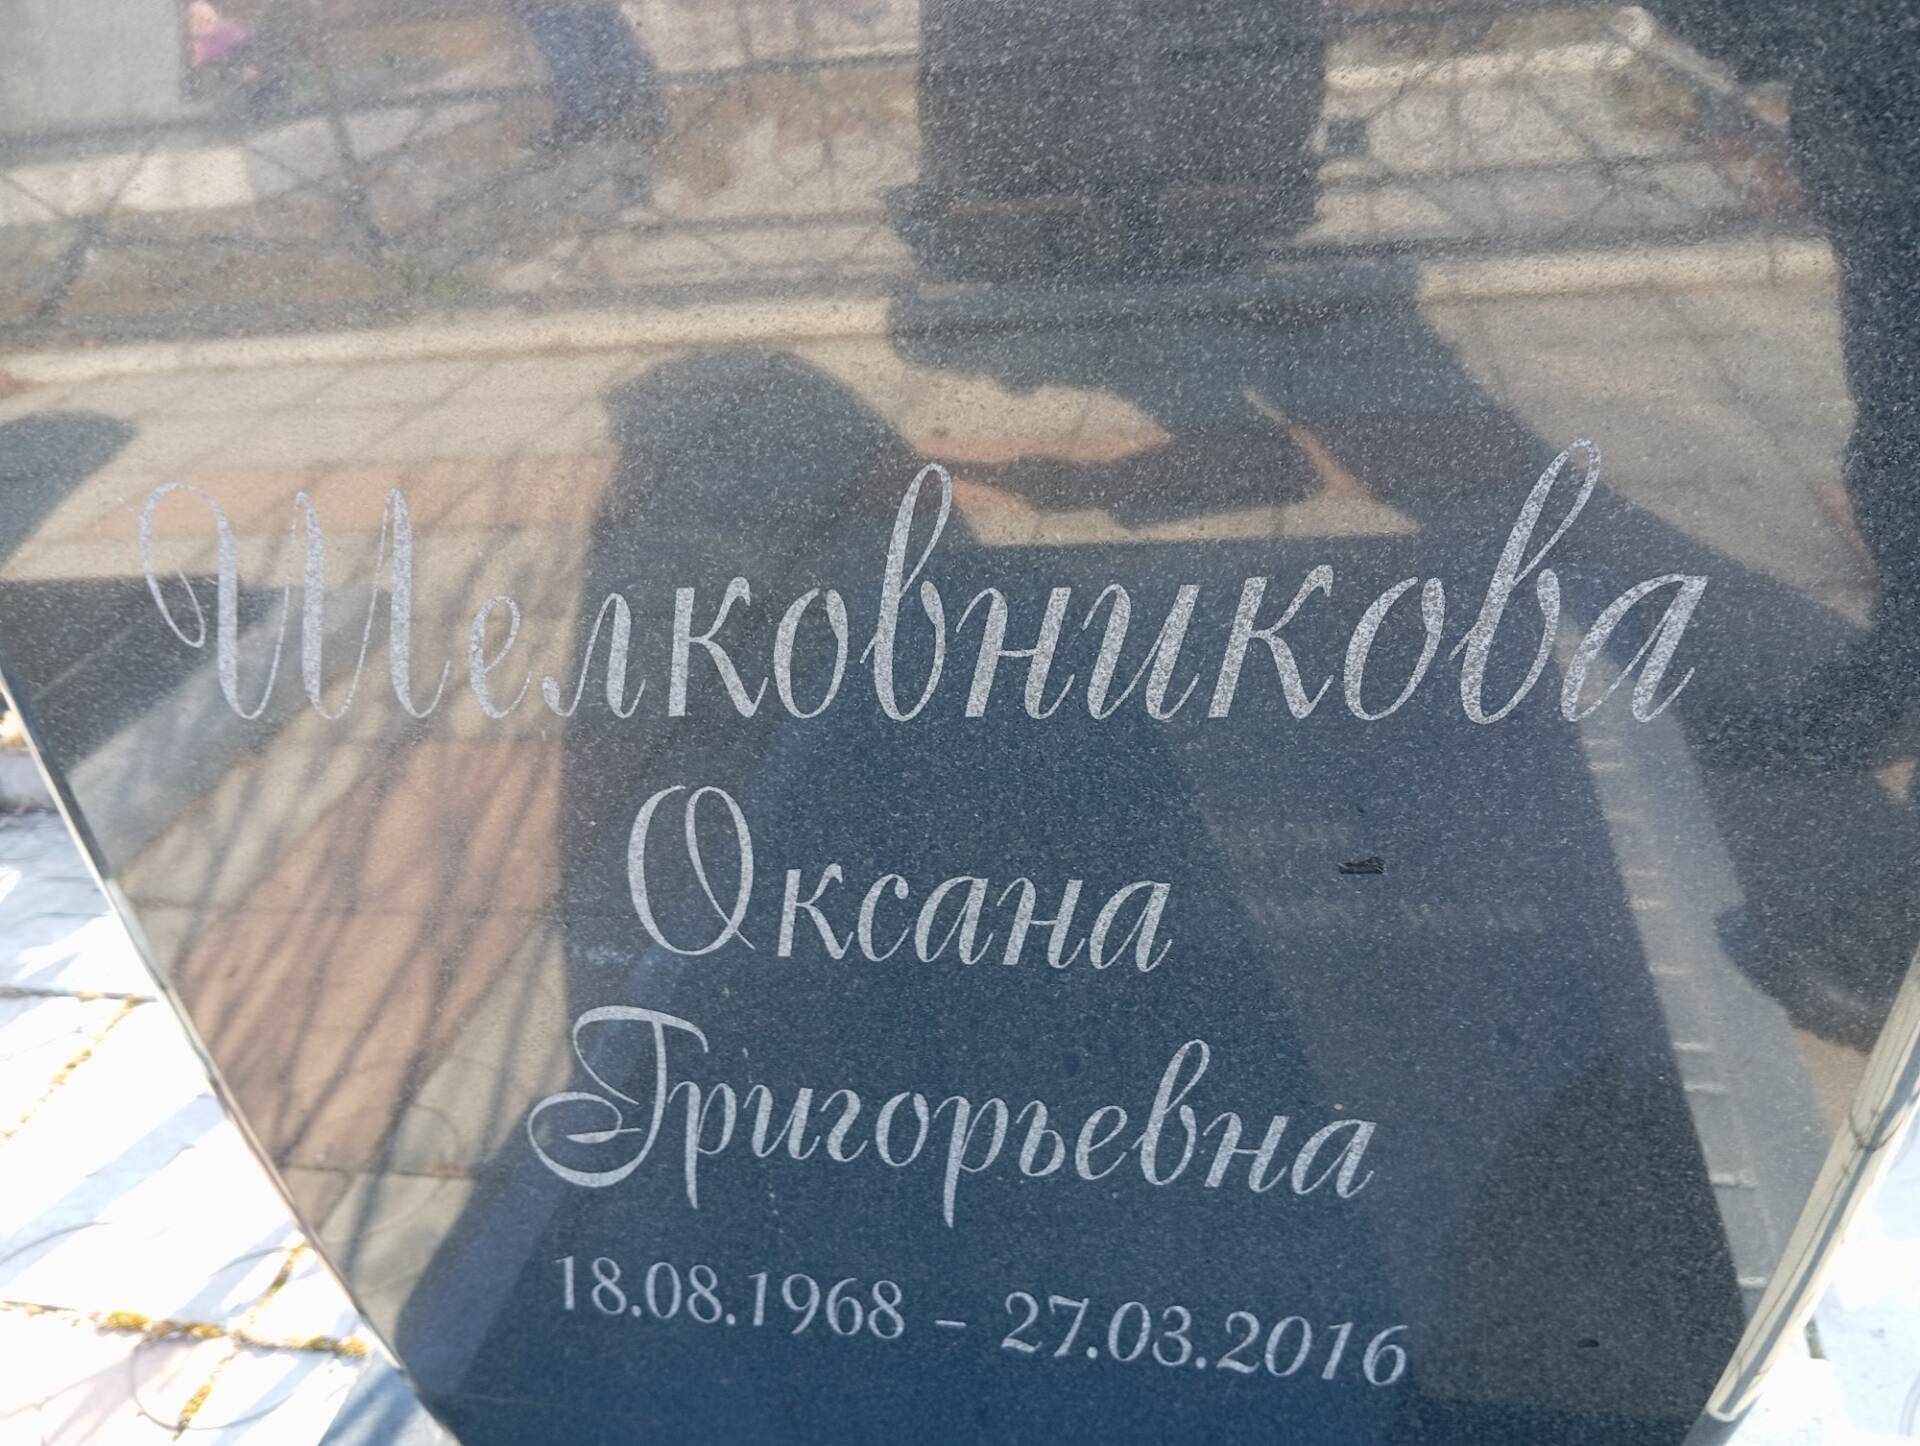 Шелковникова
Оксана
Григорьевна
18.08.1968 – 27.03.2016